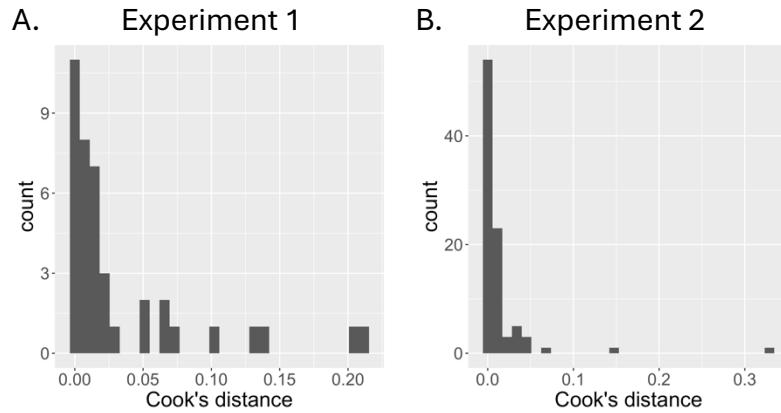 A. Experiment 1
B. Experiment 2
count
9
6
3
0
0.00 0.05 0.10 0.15 0.20
Cook's distance
count
40
20
0
0.0 0.1 0.2 0.3
Cook's distance